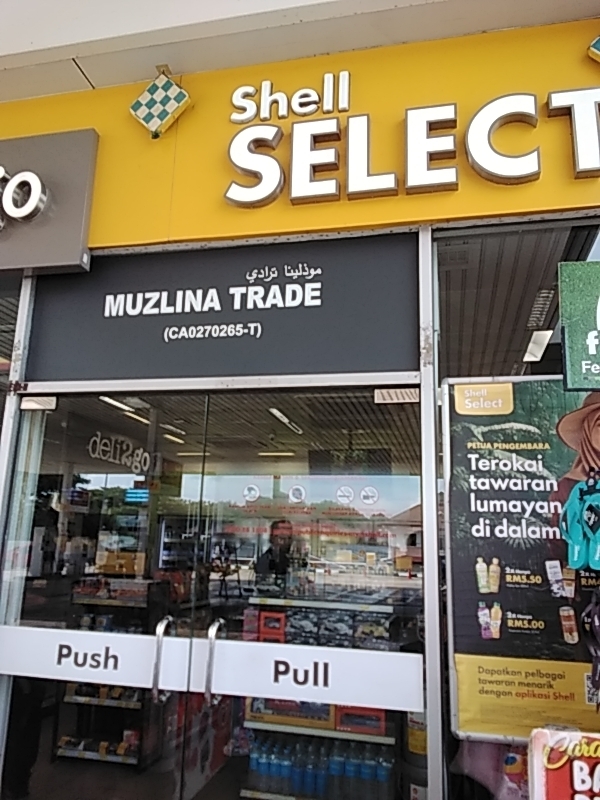 Shell
SELECT
موذلينا ترادي
MUZLINA TRADE
(CA0270265-T)
deli2go
Push
Pull
Shell
Select
PETUA PENGEMBARA
Terokai
tawaran
lumayan
di dalam
RM5.50
RM5.00
Dapatkan pelbagai
tawaran menarik
dengan aplikasi Shell